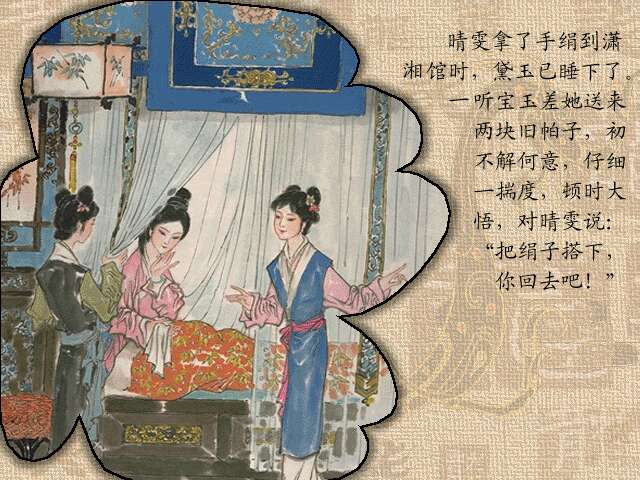 晴雯拿了手绢到潇
湘馆时，黛玉已睡下了。
一听宝玉差她送来
两块旧帕子，初
不解何意，仔细
一揣度，顿时大
悟，对晴雯说：
“把绢子搭下，
你回去吧！”